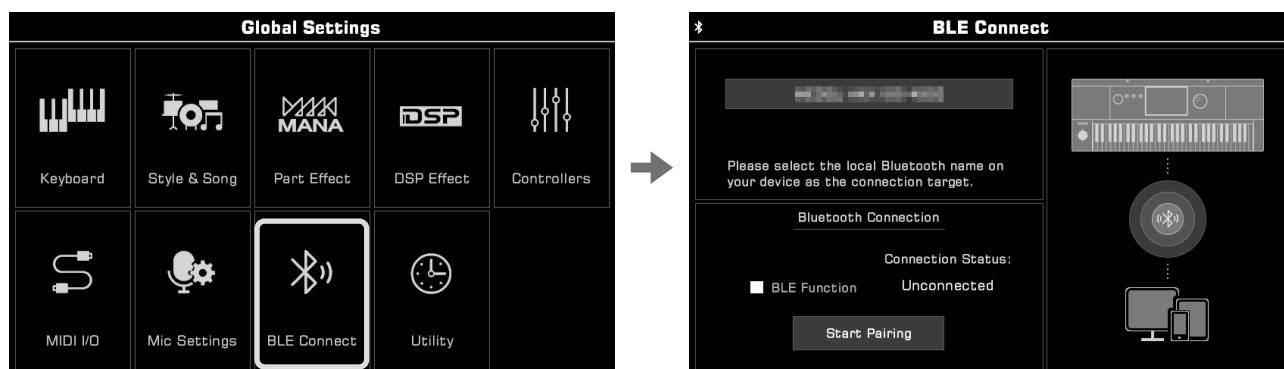 Global Settings
MANA
DSP
Keyboard
Style & Song
Part Effect
DSP Effect
Controllers
MIDI I/O
Mic Settings
BLE Connect
Utility
BLE Connect
Please select the local Bluetooth name on
your device as the connection target.
Bluetooth Connection
Connection Status:
BLE Function
Unconnected
Start Pairing